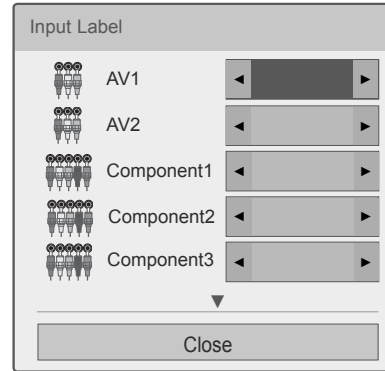 Input Label
AV1
AV2
Component1
Component2
Component3
Close